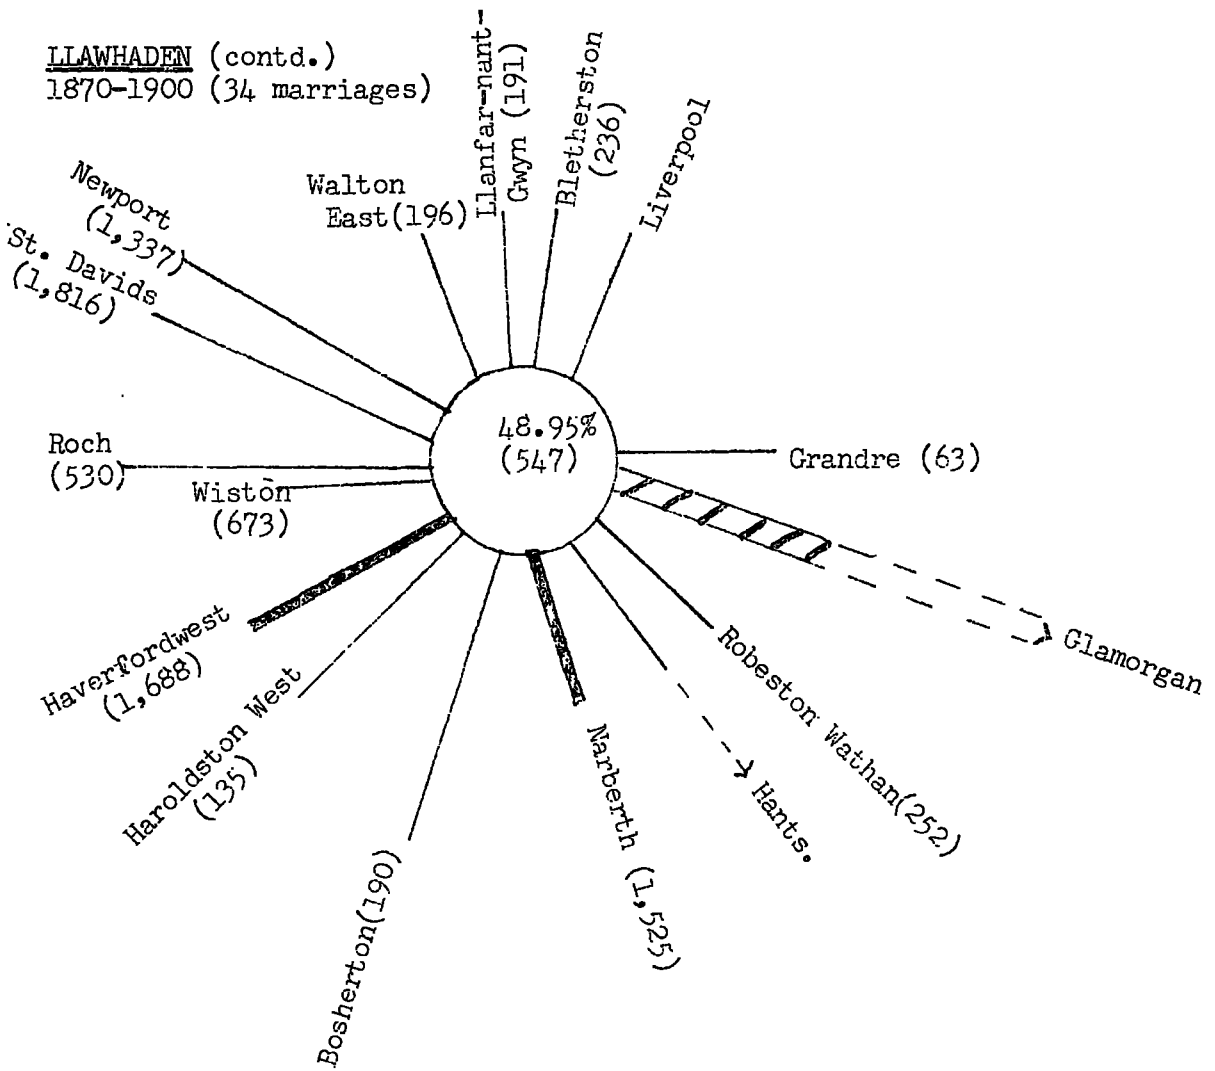 LLAWHADEN (contd.)
1870-1900 (34 marriages)
Llanfar-nant-
Gwyn (191)
Bletherston
(236)
Liverpool
Walton
East(196)
Newport
(1,337)
St. Davids
(1,816)
48.95%
(547)
Roch
(530)
Wiston
(673)
Grandre (63)
Glamorgan
Haverfordwest
(1,688)
Haroldston West
(135)
Bosherton(190)
Narberth (1,525)
Hants.
Robeston Wathan(252)